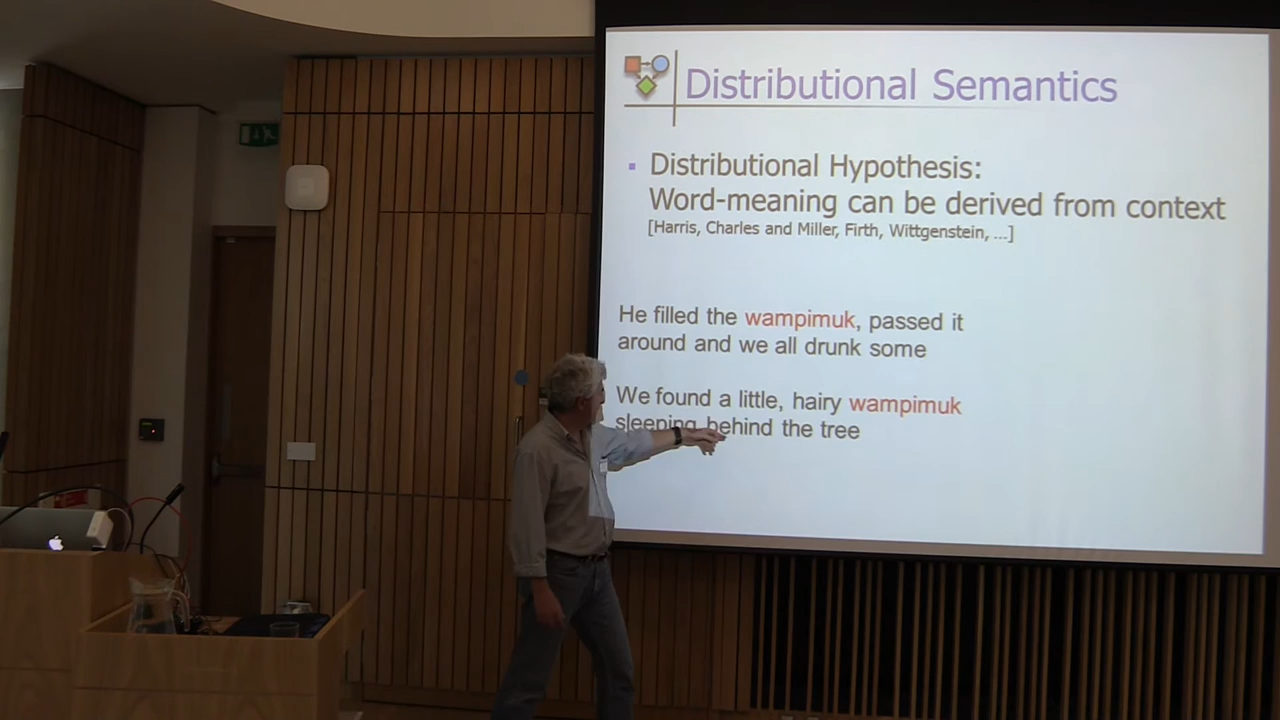 Distributional Semantics
Distributional Hypothesis:
Word-meaning can be derived from context
[Harris, Charles and Miller, Firth, Wittgenstein, ...]
He filled the wampimuk, passed it
around and we all drunk some
We found a little, hairy wampimuk
sleeping behind the tree